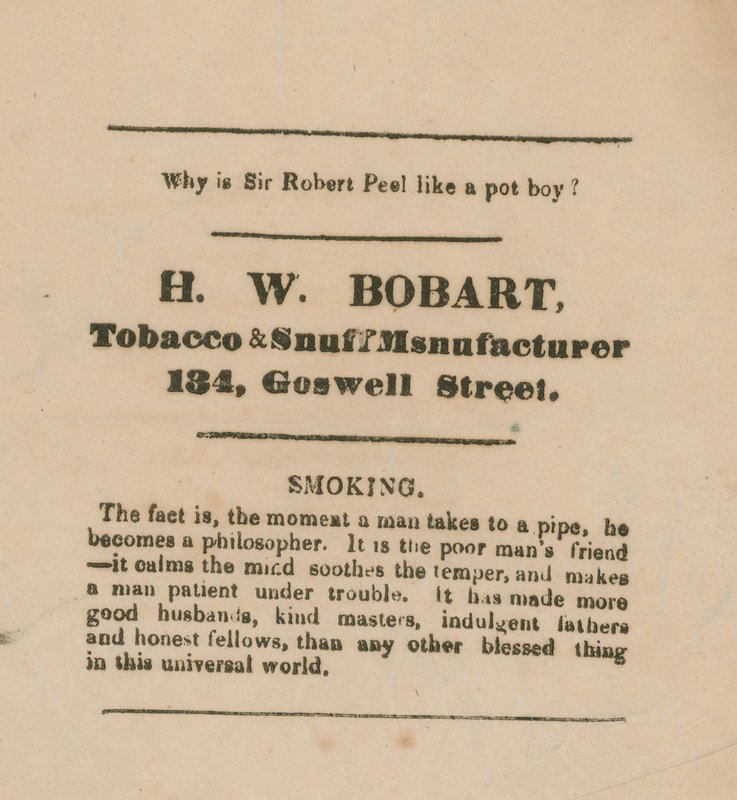 Why is Sir Robert Peel like a pot boy?
H. W. BOBART,
Tobacco & Snuff Msnufacturer
134, Goswell Street.
SMOKING.
The fact is, the moment a man takes to a pipe, he
becomes a philosopher. It is the poor man's friend
—it calms the mind soothes the temper, and makes
a man patient under trouble. It has made more
good husbands, kind masters, indulgent fathers
and honest fellows, than any other blessed thing
in this universal world.